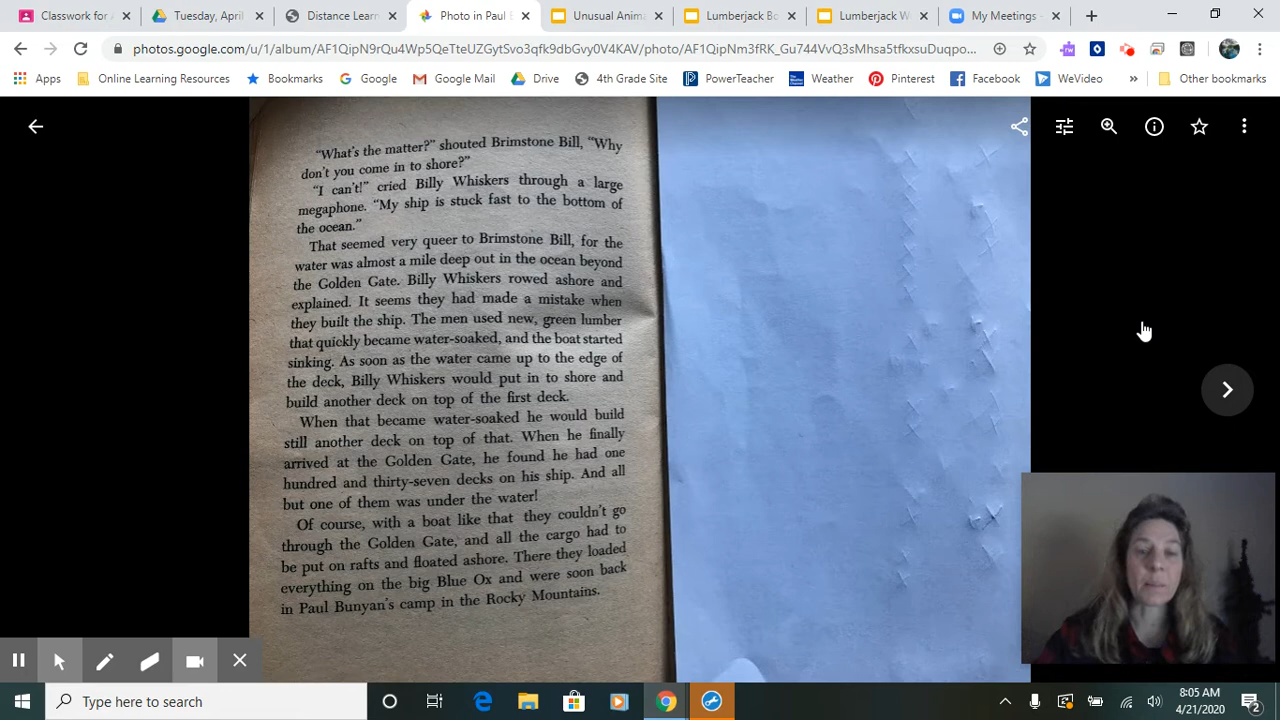 Classwork for A
Tuesday, April
Distance Learn
Photo in Paul B
Unusual Anima
Lumberjack Bo
Lumberjack W
My Meetings -
photos.google.com/u/1/album/AF1QipN9rQu4Wp5QeTteUZGytSvo3qfk9dbGvy0V4KAV/photo/AF1QipNm3fRK_Gu744VvQ3sMhsa5tfkxsuDuqpo...
Apps
Online Learning Resources
Bookmarks
Google
Google Mail
Drive
4th Grade Site
PowerTeacher
Weather
Pinterest
Facebook
WeVideo
Other bookmarks
"What's the matter?" shouted Brimstone Bill, "Why
don't you come in to shore?"
"I can't!" cried Billy Whiskers through a large
megaphone. "My ship is stuck fast to the bottom of
the ocean."
That seemed very queer to Brimstone Bill, for the
water was almost a mile deep out in the ocean beyond
the Golden Gate. Billy Whiskers rowed ashore and
explained. It seems they had made a mistake when
they built the ship. The men used new, green lumber
that quickly became water-soaked, and the boat started
sinking. As soon as the water came up to the edge of
the deck, Billy Whiskers would put in to shore and
build another deck on top of the first deck.
When that became water-soaked he would build
still another deck on top of that. When he finally
arrived at the Golden Gate, he found he had one
hundred and thirty-seven decks on his ship. And all
but one of them was under the water!
Of course, with a boat like that they couldn't go
through the Golden Gate, and all the cargo had to
be put on rafts and floated ashore. There they loaded
everything on the big Blue Ox and were soon back
in Paul Bunyan's camp in the Rocky Mountains.
Type here to search
8:05 AM
4/21/2020
2